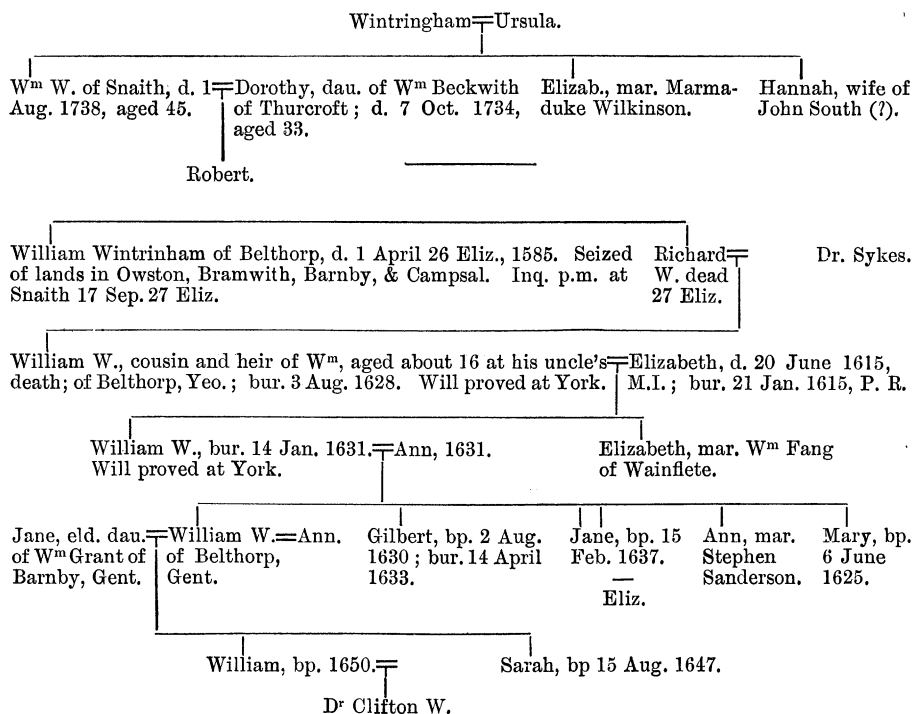 Wintringham=Ursula.
Wm W. of Snaith, d. 1=Dorothy, dau. of Wm Beckwith Elizab., mar. Marma- Hannah, wife of
Aug. 1738, aged 45. of Thurcroft; d. 7 Oct. 1734, duke Wilkinson. John South (?).
aged 33.
Robert.
William Wintrinham of Belthorp, d. 1 April 26 Eliz., 1585. Seized Richard= Dr. Sykes.
of lands in Owston, Bramwith, Barnby, & Campsal. Inq. p.m. at W. dead
Snaith 17 Sep. 27 Eliz. 27 Eliz.
William W., cousin and heir of Wm, aged about 16 at his uncle's=Elizabeth, d. 20 June 1615,
death; of Belthorp, Yeo.; bur. 3 Aug. 1628. Will proved at York. M.I.; bur. 21 Jan. 1615, P. R.
William W., bur. 14 Jan. 1631.=Ann, 1631. Elizabeth, mar. Wm Fang
Will proved at York. of Wainflete.
Jane, eld. dau.=William W.=Ann. Gilbert, bp. 2 Aug. Jane, bp. 15 Ann, mar. Mary, bp.
of Wm Grant of of Belthorp, 1630; bur. 14 April Feb. 1637. Stephen 6 June
Barnby, Gent. Gent. 1633. — Sanderson. 1625.
Eliz.
William, bp. 1650.= Sarah, bp 15 Aug. 1647.
Dr Clifton W.